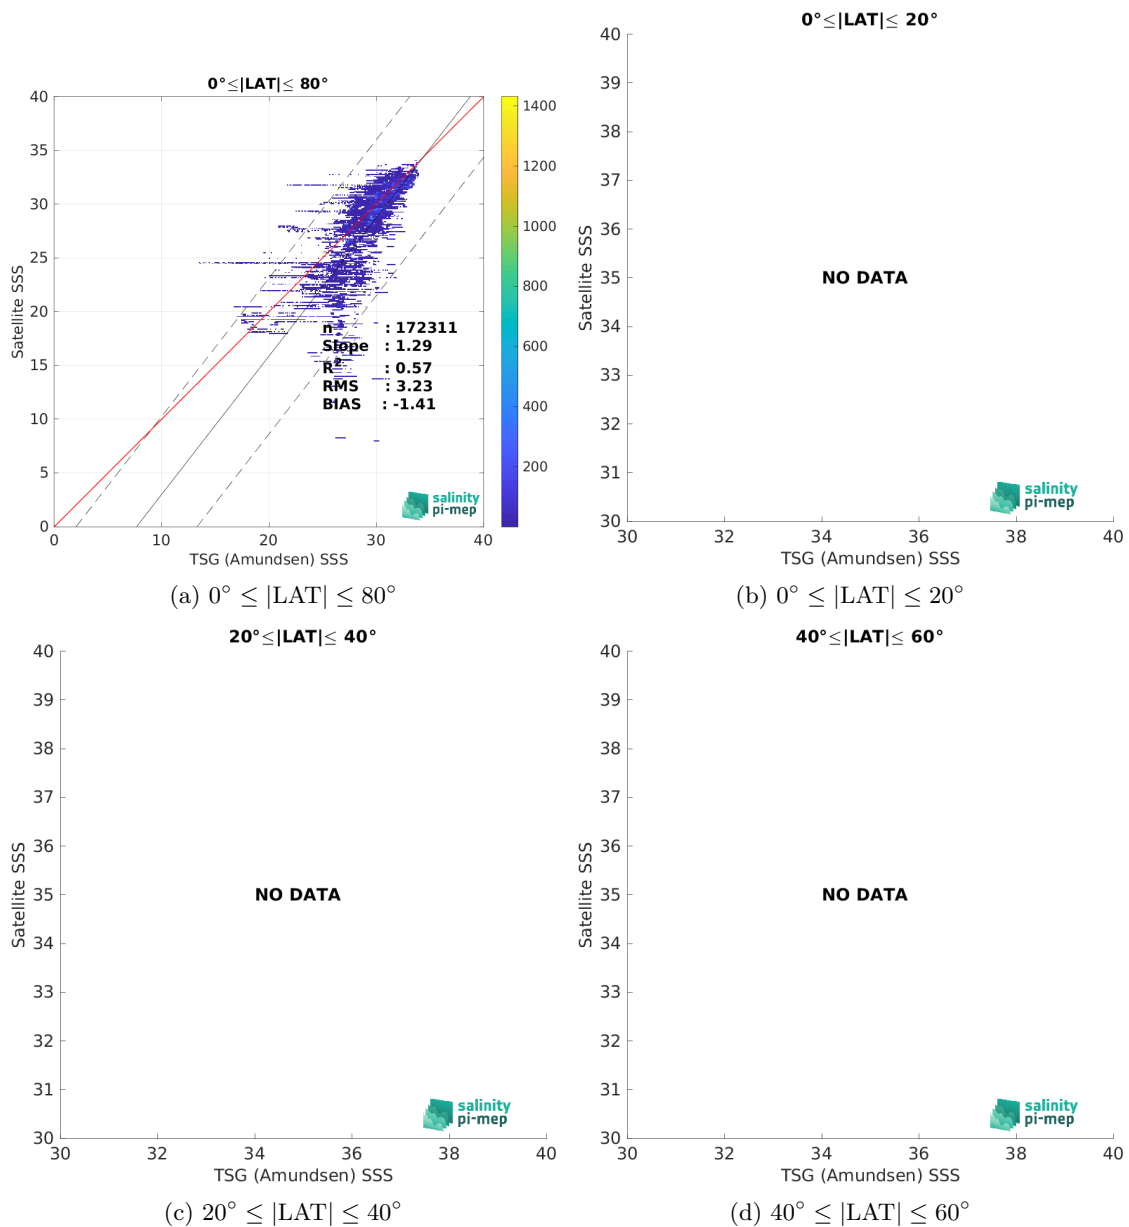 0°≤|LAT|≤ 80°
40
35
30
25
20
15
10
5
0
0
10
20
30
40
Satellite SSS
TSG (Amundsen) SSS
n : 172311
Slope : 1.29
R² : 0.57
RMS : 3.23
BIAS : -1.41
1400
1200
1000
800
600
400
200
salinity
pi-mep
(a) 0° ≤ |LAT| ≤ 80°
0°≤|LAT|≤ 20°
40
39
38
37
36
35
34
33
32
31
30
30
32
34
36
38
40
Satellite SSS
TSG (Amundsen) SSS
NO DATA
salinity
pi-mep
(b) 0° ≤ |LAT| ≤ 20°
20°≤|LAT|≤ 40°
40
39
38
37
36
35
34
33
32
31
30
30
32
34
36
38
40
Satellite SSS
TSG (Amundsen) SSS
NO DATA
salinity
pi-mep
(c) 20° ≤ |LAT| ≤ 40°
40°≤|LAT|≤ 60°
40
39
38
37
36
35
34
33
32
31
30
30
32
34
36
38
40
Satellite SSS
TSG (Amundsen) SSS
NO DATA
salinity
pi-mep
(d) 40° ≤ |LAT| ≤ 60°